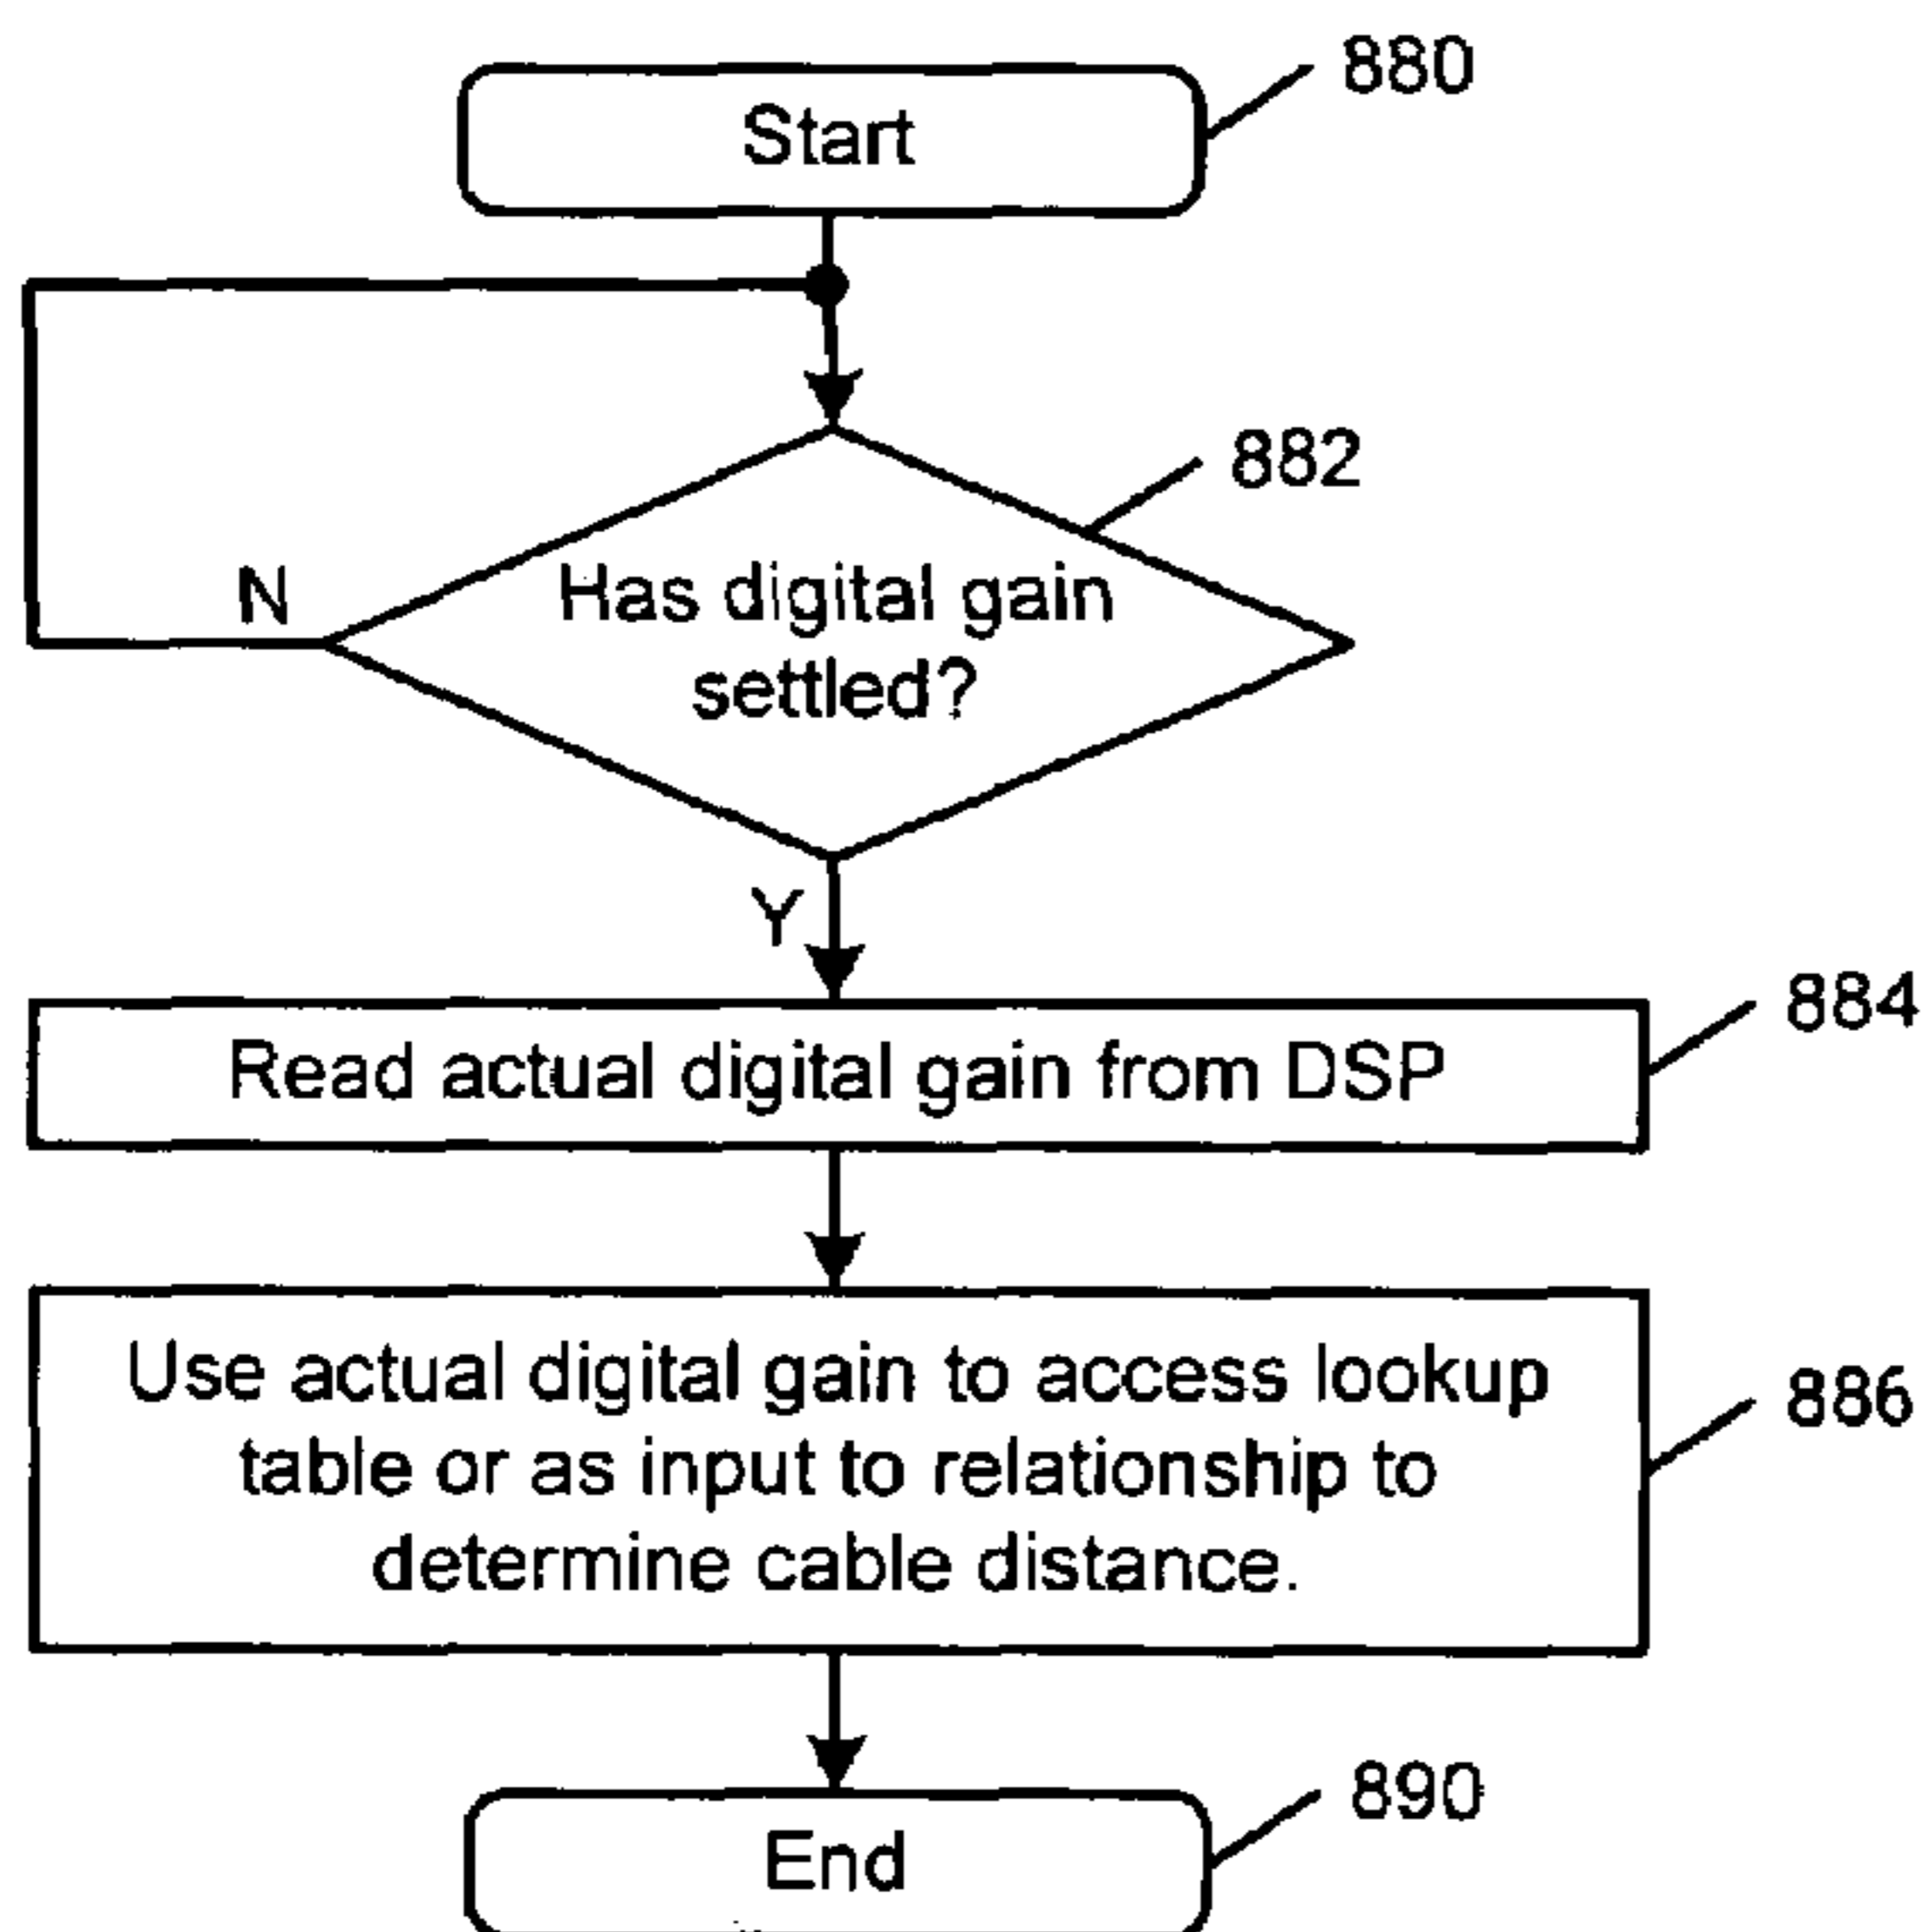 880
Start
882
N
Has digital gain
settled?
Y
884
Read actual digital gain from DSP
886
Use actual digital gain to access lookup
table or as input to relationship to
determine cable distance.
890
End